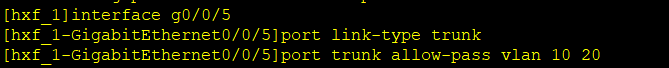 [hxf_1]interface g0/0/5
[hxf_1-GigabitEthernet0/0/5]port link-type trunk
[hxf_1-GigabitEthernet0/0/5]port trunk allow-pass vlan 10 20